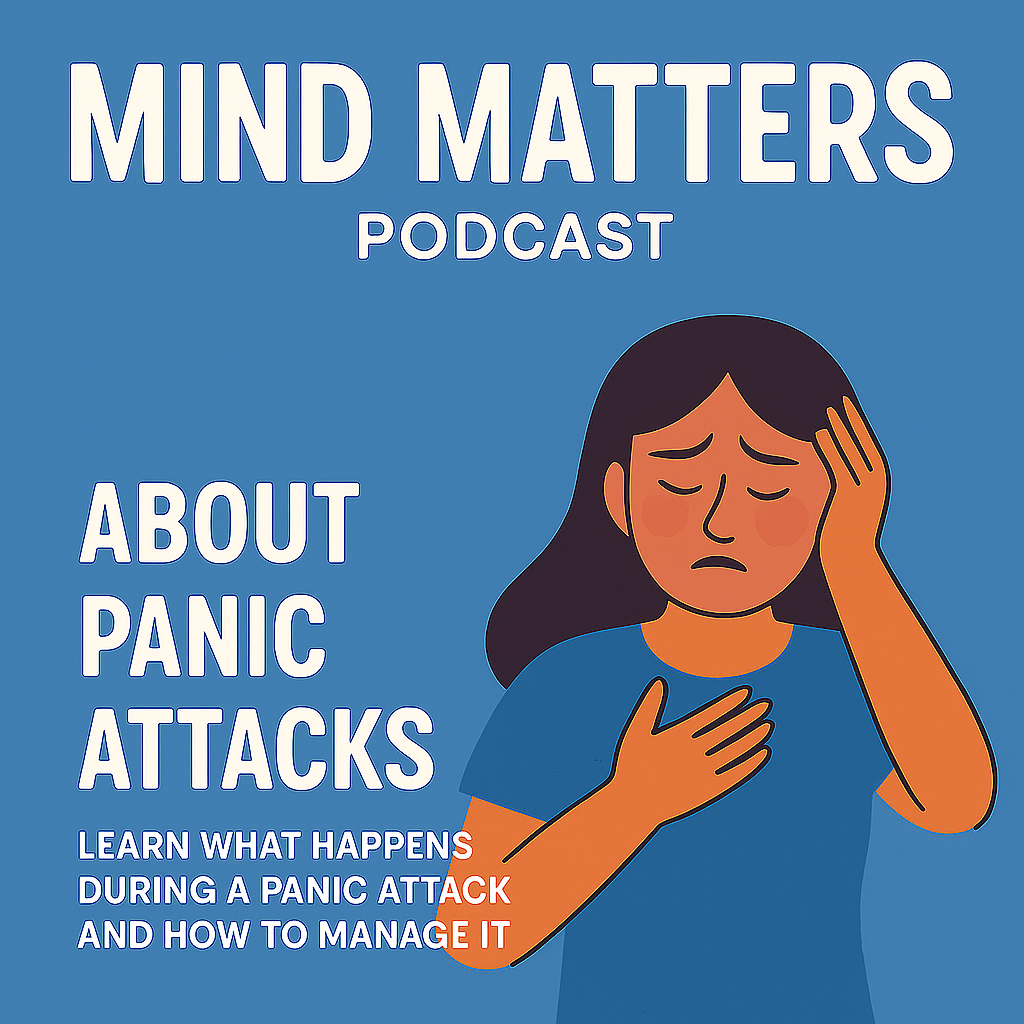 MIND MATTERS
PODCAST
ABOUT
PANIC
ATTACKS
LEARN WHAT HAPPENS
DURING A PANIC ATTACK
AND HOW TO MANAGE IT